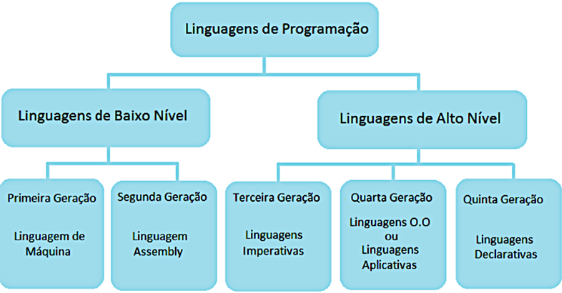 Linguagens de Programação
Linguagens de Baixo Nível
Linguagens de Alto Nível
Primeira Geração
Linguagem de
Máquina
Segunda Geração
Linguagem
Assembly
Terceira Geração
Linguagens
Imperativas
Quarta Geração
Linguagens O.O
ou
Linguagens
Aplicativas
Quinta Geração
Linguagens
Declarativas